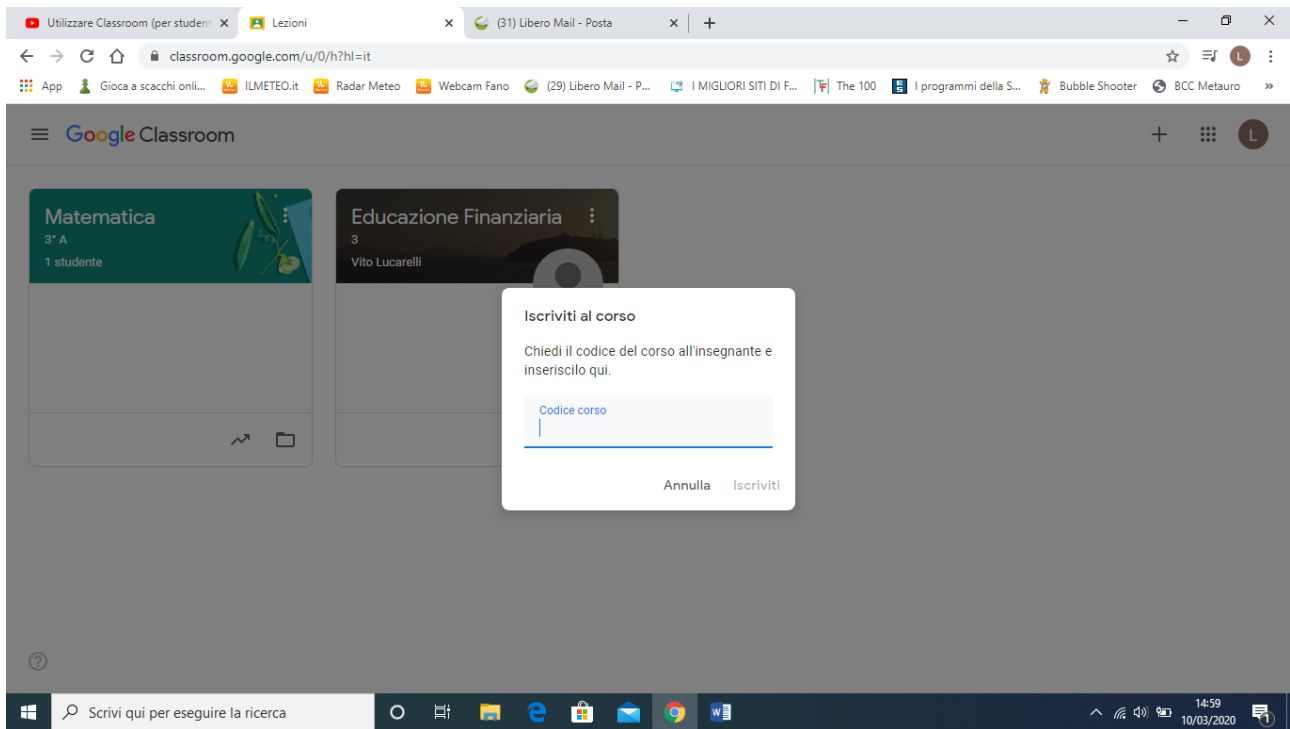 Utilizzare Classroom (per student
Lezioni
(31) Libero Mail - Posta
classroom.google.com/u/0/h?hl=it
L
App
Gioca a scacchi onli...
ILMETEO.it
Radar Meteo
Webcam Fano
(29) Libero Mail - P...
I MIGLIORI SITI DI F...
The 100
I programmi della S...
Bubble Shooter
BCC Metauro
»
Google Classroom
L
Matematica
3° A
1 studente
Educazione Finanziaria
3
Vito Lucarelli
Iscriviti al corso
Chiedi il codice del corso all'insegnante e
inseriscilo qui.
Codice corso
Annulla
Iscriviti
Scrivi qui per eseguire la ricerca
14:59
10/03/2020
1